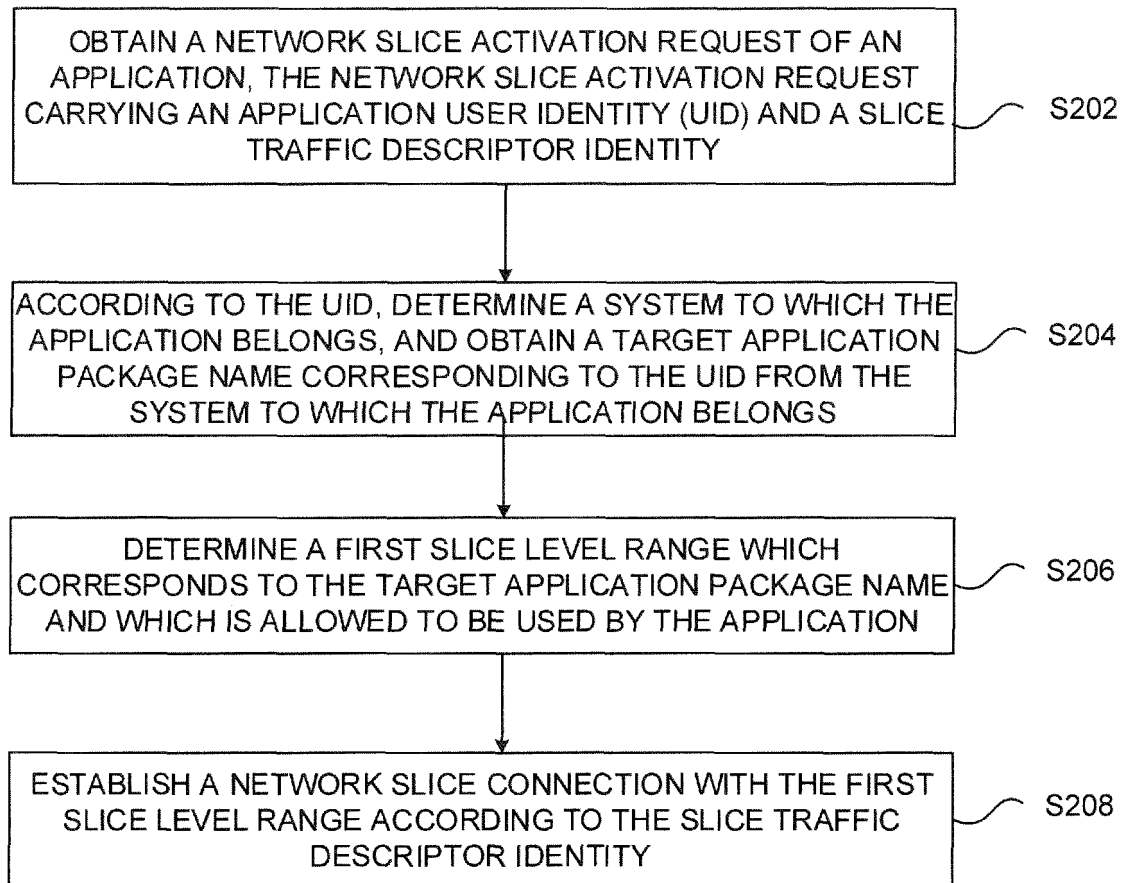 OBTAIN A NETWORK SLICE ACTIVATION REQUEST OF AN
APPLICATION, THE NETWORK SLICE ACTIVATION REQUEST
CARRYING AN APPLICATION USER IDENTITY (UID) AND A SLICE
TRAFFIC DESCRIPTOR IDENTITY
S202
ACCORDING TO THE UID, DETERMINE A SYSTEM TO WHICH THE
APPLICATION BELONGS, AND OBTAIN A TARGET APPLICATION
PACKAGE NAME CORRESPONDING TO THE UID FROM THE
SYSTEM TO WHICH THE APPLICATION BELONGS
S204
DETERMINE A FIRST SLICE LEVEL RANGE WHICH
CORRESPONDS TO THE TARGET APPLICATION PACKAGE NAME
AND WHICH IS ALLOWED TO BE USED BY THE APPLICATION
S206
ESTABLISH A NETWORK SLICE CONNECTION WITH THE FIRST
SLICE LEVEL RANGE ACCORDING TO THE SLICE TRAFFIC
DESCRIPTOR IDENTITY
S208